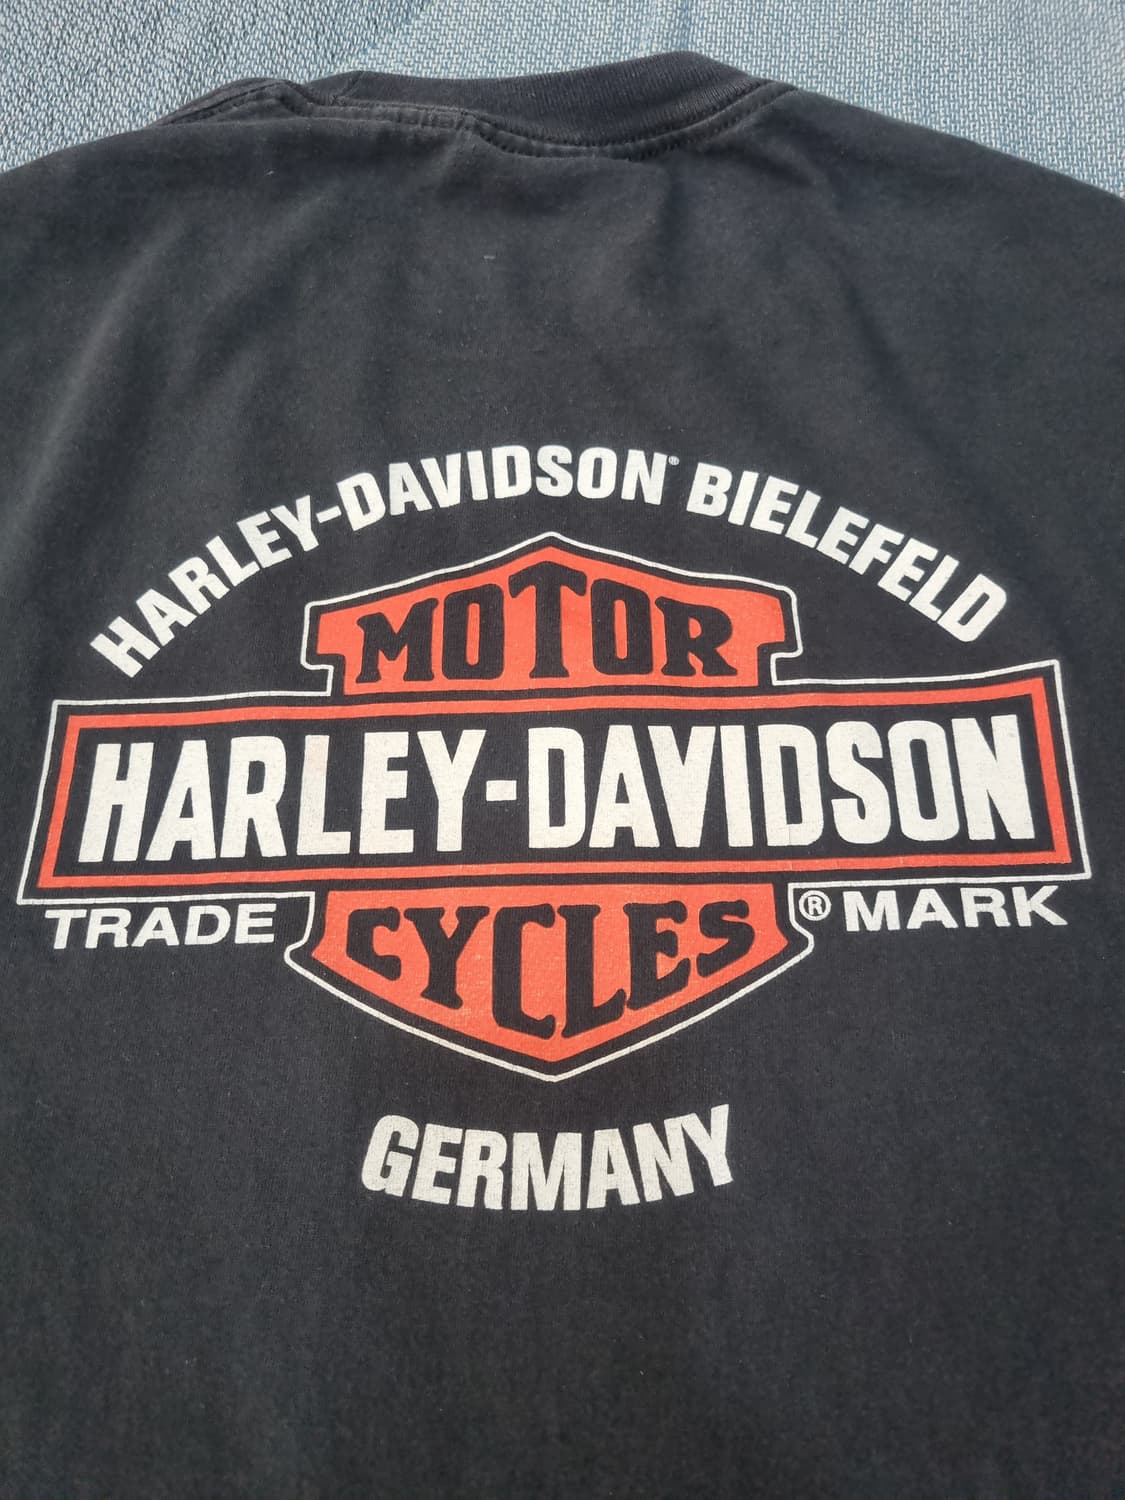 HARLEY-DAVIDSON® BIELEFELD
MOTOR
HARLEY-DAVIDSON
TRADE ® MARK
CYCLES
GERMANY